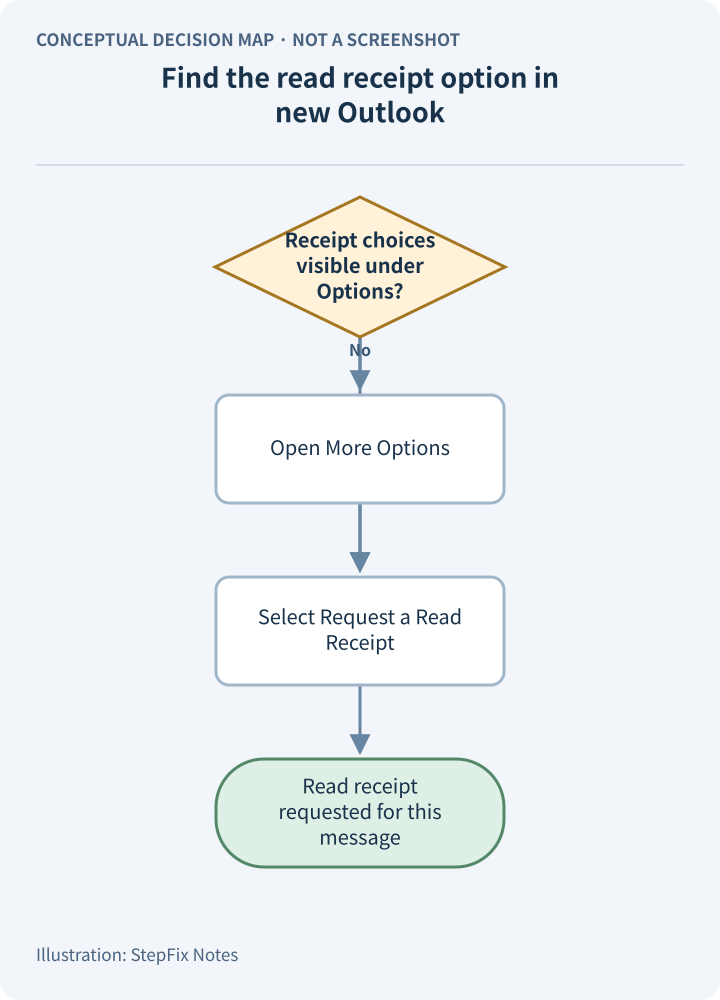 CONCEPTUAL DECISION MAP · NOT A SCREENSHOT
Find the read receipt option in
new Outlook
Receipt choices
visible under
Options?
No
Open More Options
Select Request a Read
Receipt
Read receipt
requested for this
message
Illustration: StepFix Notes